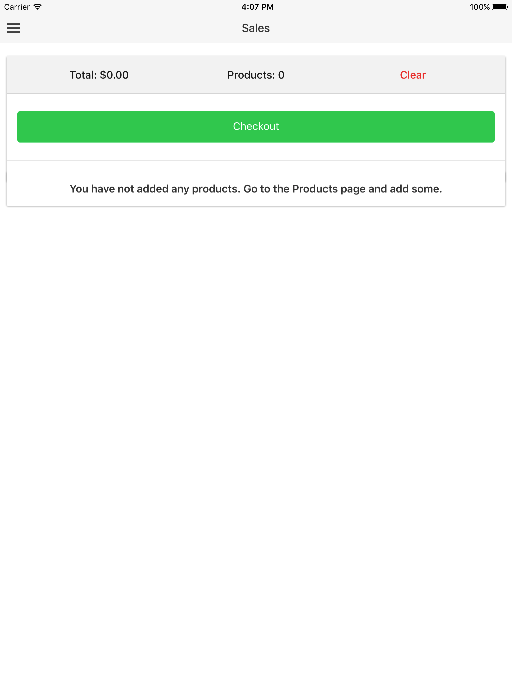 Carrier 4:07 PM 100%
Sales
Total: $0.00 Products: 0 Clear
Checkout
You have not added any products. Go to the Products page and add some.